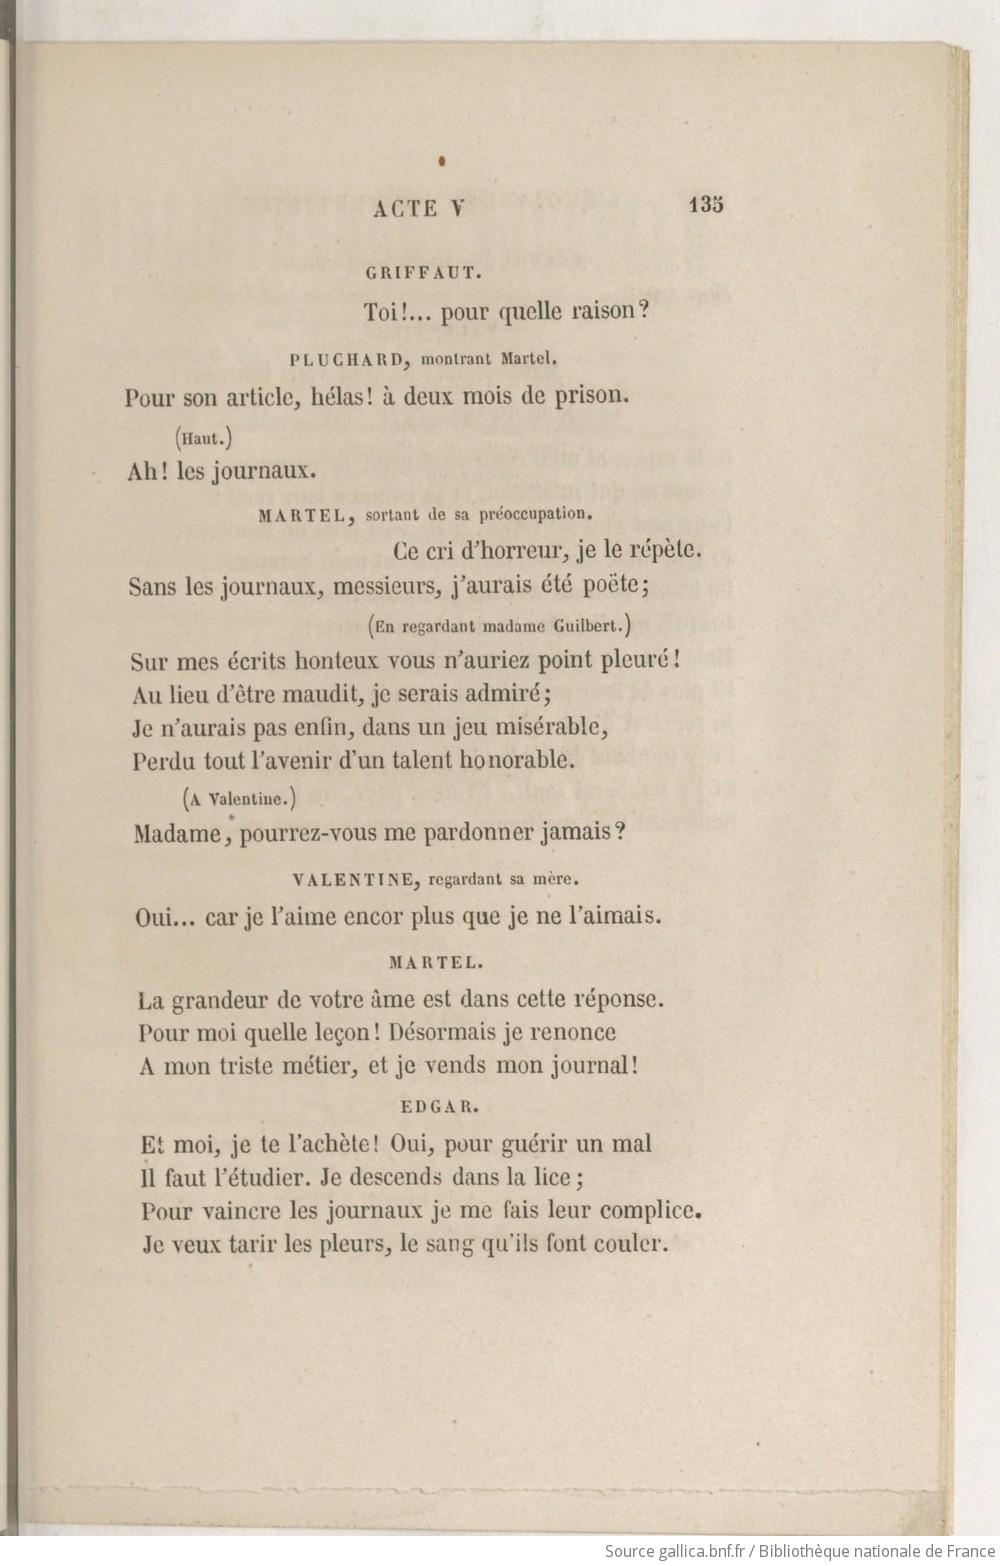 ACTE V 135
GRIFFAUT.
Toi!... pour quelle raison?
PLUCHARD, montrant Martel.
Pour son article, hélas! à deux mois de prison.
(Haut.)
Ah! les journaux.
MARTEL, sortant de sa préoccupation.
Ce cri d'horreur, je le répète.
Sans les journaux, messieurs, j'aurais été poëte;
(En regardant madame Guilbert.)
Sur mes écrits honteux vous n'auriez point pleuré!
Au lieu d'être maudit, je serais admiré;
Je n'aurais pas enfin, dans un jeu misérable,
Perdu tout l'avenir d'un talent honorable.
(A Valentine.)
Madame, pourrez-vous me pardonner jamais?
VALENTINE, regardant sa mère.
Oui... car je l'aime encor plus que je ne l'aimais.
MARTEL.
La grandeur de votre âme est dans cette réponse.
Pour moi quelle leçon! Désormais je renonce
A mon triste métier, et je vends mon journal!
EDGAR.
Et moi, je te l'achète! Oui, pour guérir un mal
Il faut l'étudier. Je descends dans la lice;
Pour vaincre les journaux je me fais leur complice.
Je veux tarir les pleurs, le sang qu'ils font couler.
Source gallica.bnf.fr / Bibliothèque nationale de France